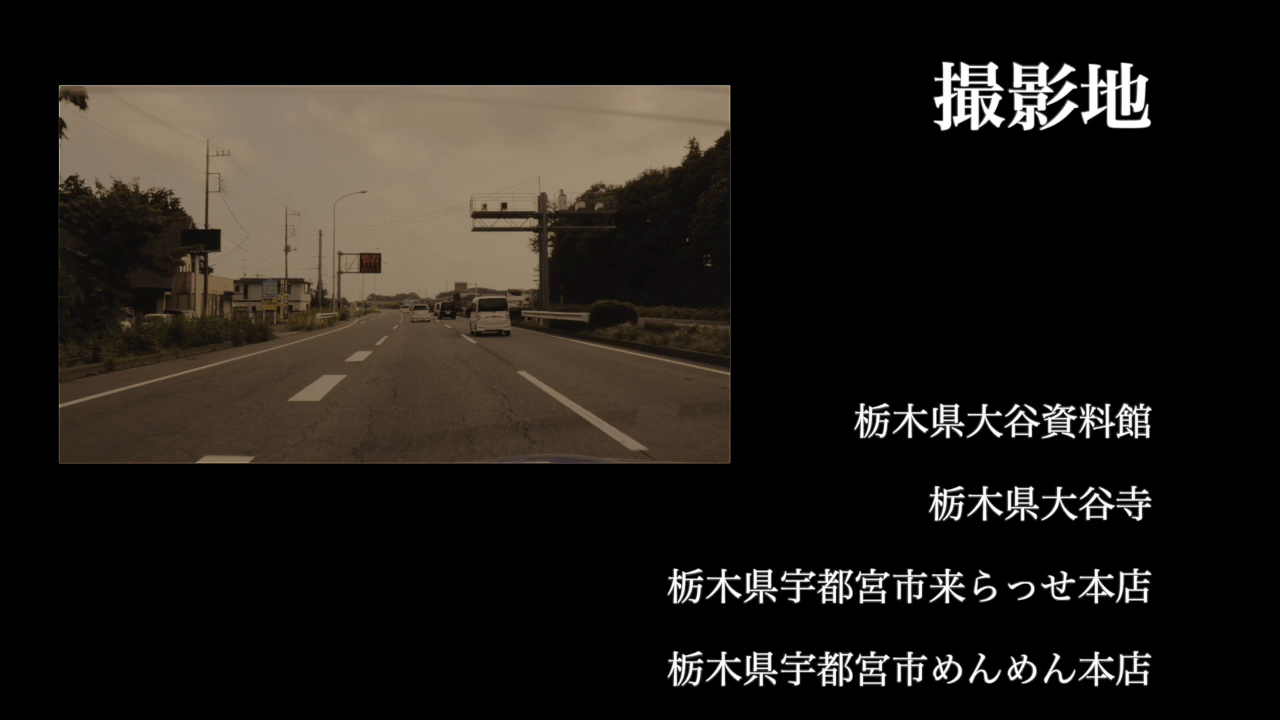 撮影地
栃木県大谷資料館
栃木県大谷寺
栃木県宇都宮市来らっせ本店
栃木県宇都宮市めんめん本店